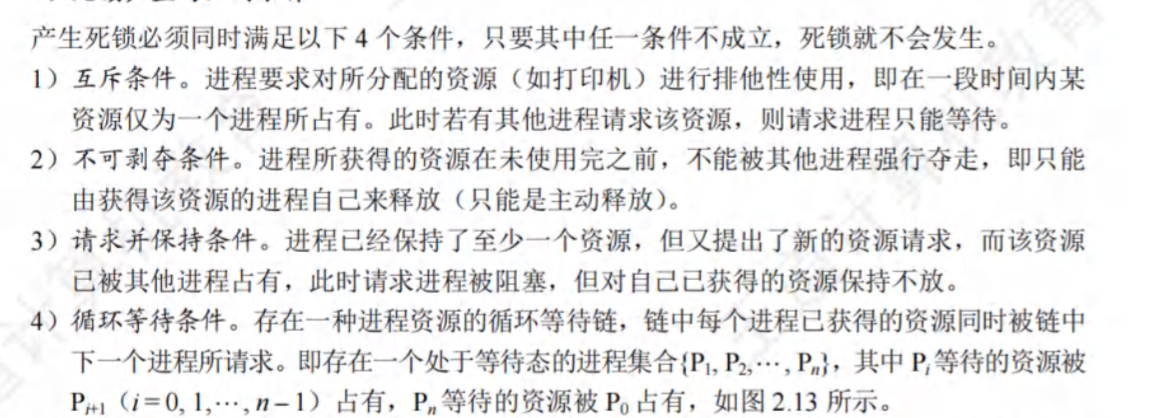 产生死锁必须同时满足以下 4 个条件，只要其中任一条件不成立，死锁就不会发生。
1）互斥条件。进程要求对所分配的资源（如打印机）进行排他性使用，即在一段时间内某
资源仅为一个进程所占有。此时若有其他进程请求该资源，则请求进程只能等待。
2）不可剥夺条件。进程所获得的资源在未使用完之前，不能被其他进程强行夺走，即只能
由获得该资源的进程自己来释放（只能是主动释放）。
3）请求并保持条件。进程已经保持了至少一个资源，但又提出了新的资源请求，而该资源
已被其他进程占有，此时请求进程被阻塞，但对自己已获得的资源保持不放。
4）循环等待条件。存在一种进程资源的循环等待链，链中每个进程已获得的资源同时被链中
下一个进程所请求。即存在一个处于等待态的进程集合{P₁, P₂,⋯, Pₙ}，其中 Pᵢ 等待的资源被
Pᵢ₊₁（i = 0, 1,⋯, n − 1）占有，Pₙ 等待的资源被 P₀ 占有，如图 2.13 所示。